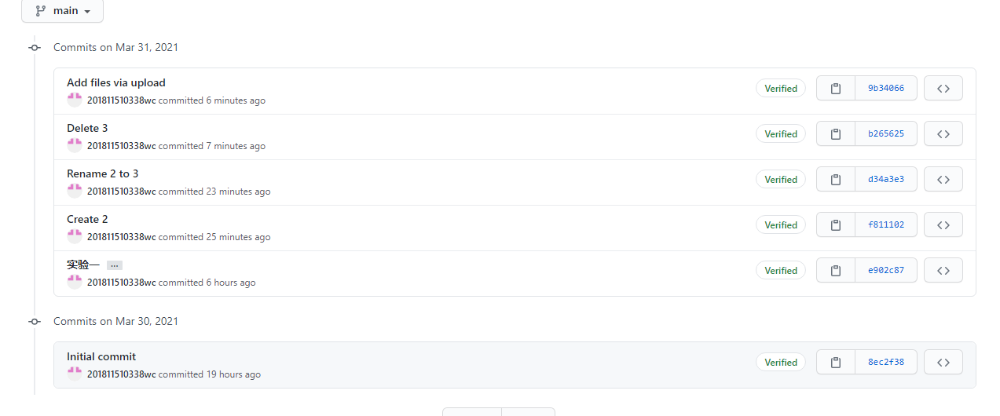 main
Commits on Mar 31, 2021
Add files via upload
201811510338wc committed 6 minutes ago
Verified
9b34066
Delete 3
201811510338wc committed 7 minutes ago
Verified
b265625
Rename 2 to 3
201811510338wc committed 23 minutes ago
Verified
d34a3e3
Create 2
201811510338wc committed 25 minutes ago
Verified
f811102
实验一 ...
201811510338wc committed 6 hours ago
Verified
e902c87
Commits on Mar 30, 2021
Initial commit
201811510338wc committed 19 hours ago
Verified
8ec2f38